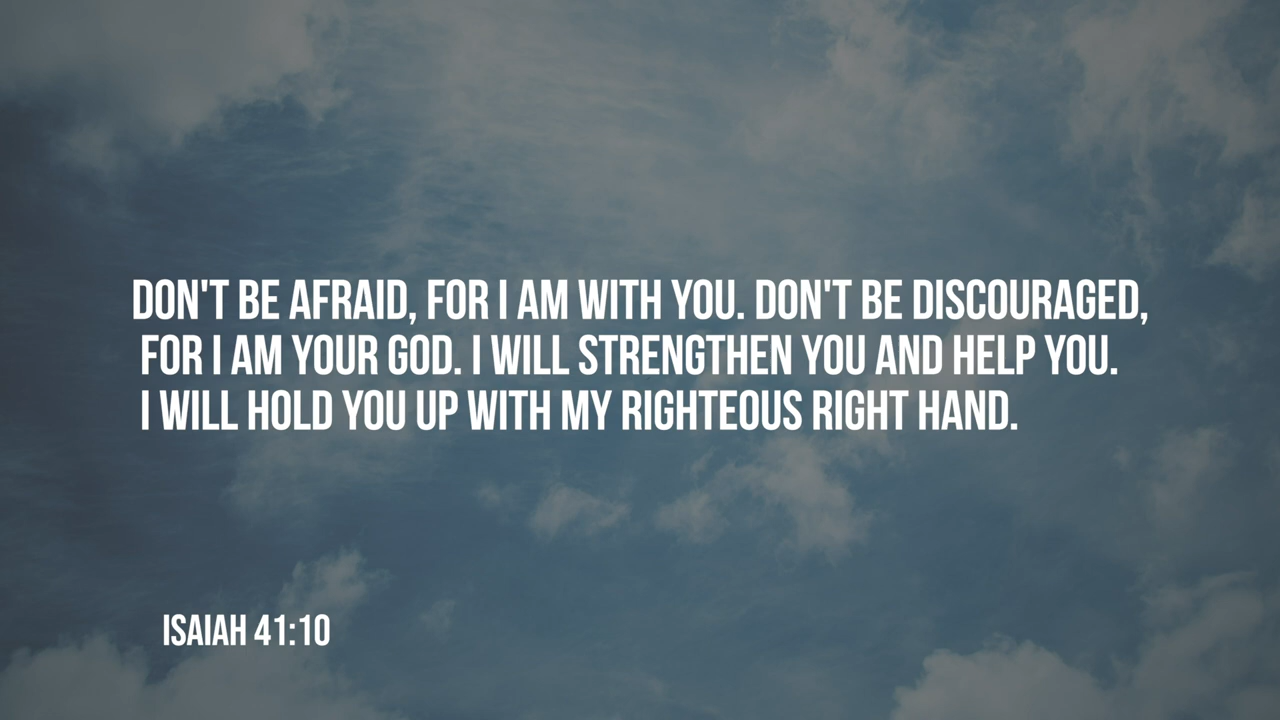 DON'T BE AFRAID, FOR I AM WITH YOU. DON'T BE DISCOURAGED,
FOR I AM YOUR GOD. I WILL STRENGTHEN YOU AND HELP YOU.
I WILL HOLD YOU UP WITH MY RIGHTEOUS RIGHT HAND.
ISAIAH 41:10